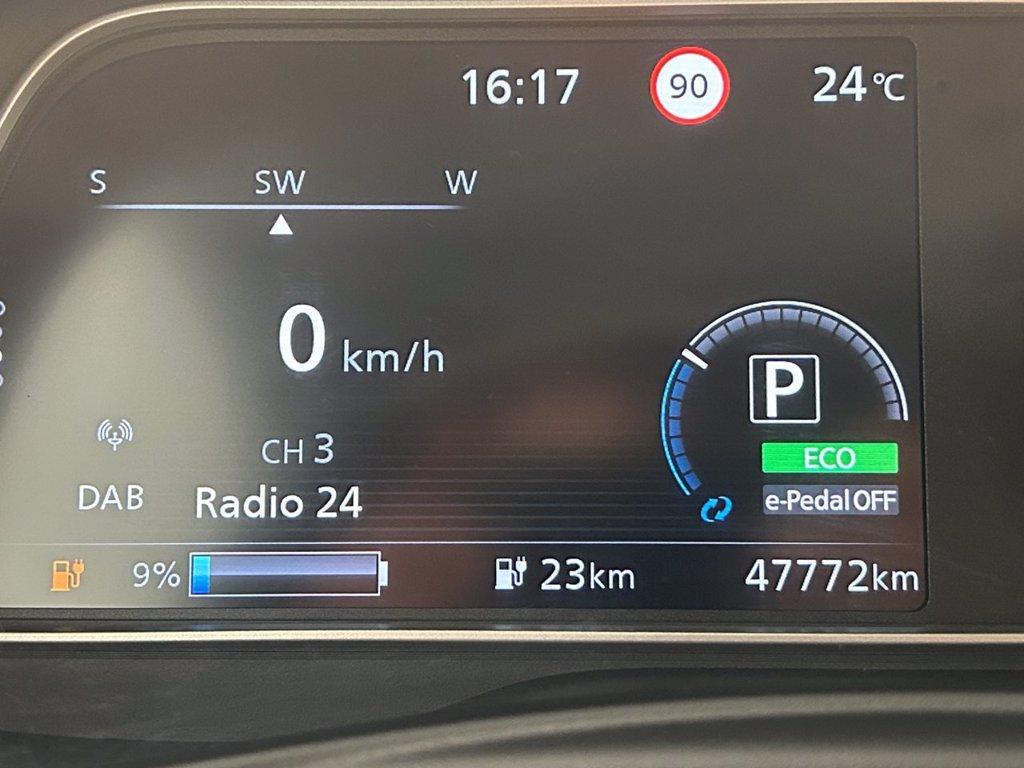 16:17 90 24°C
S SW W
0 km/h
P
CH 3
ECO
DAB Radio 24 e-Pedal OFF
9% 23km 47772km